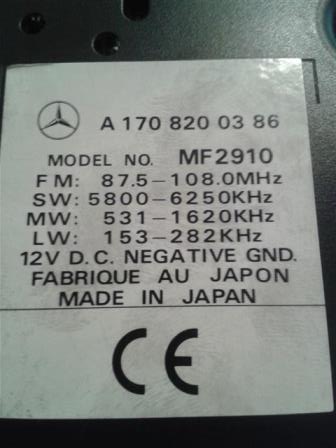 A 170 820 03 86
MODEL NO. MF2910
FM: 87.5-108.0MHz
SW: 5800-6250KHz
MW: 531-1620KHz
LW: 153-282KHz
12V D.C. NEGATIVE GND.
FABRIQUE AU JAPON
MADE IN JAPAN
CE